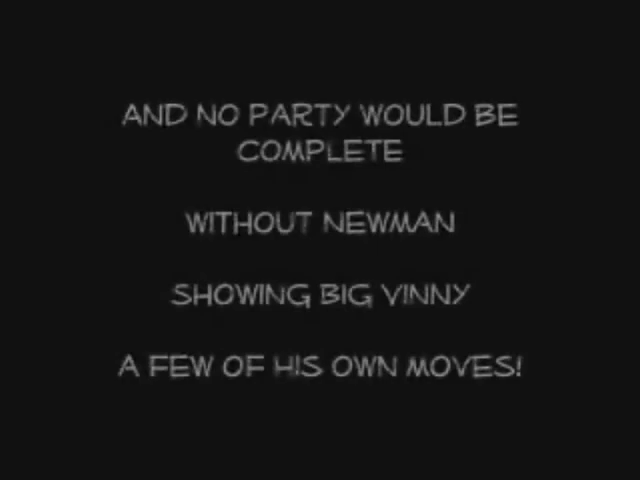 AND NO PARTY WOULD BE
COMPLETE
WITHOUT NEWMAN
SHOWING BIG VINNY
A FEW OF HIS OWN MOVES!